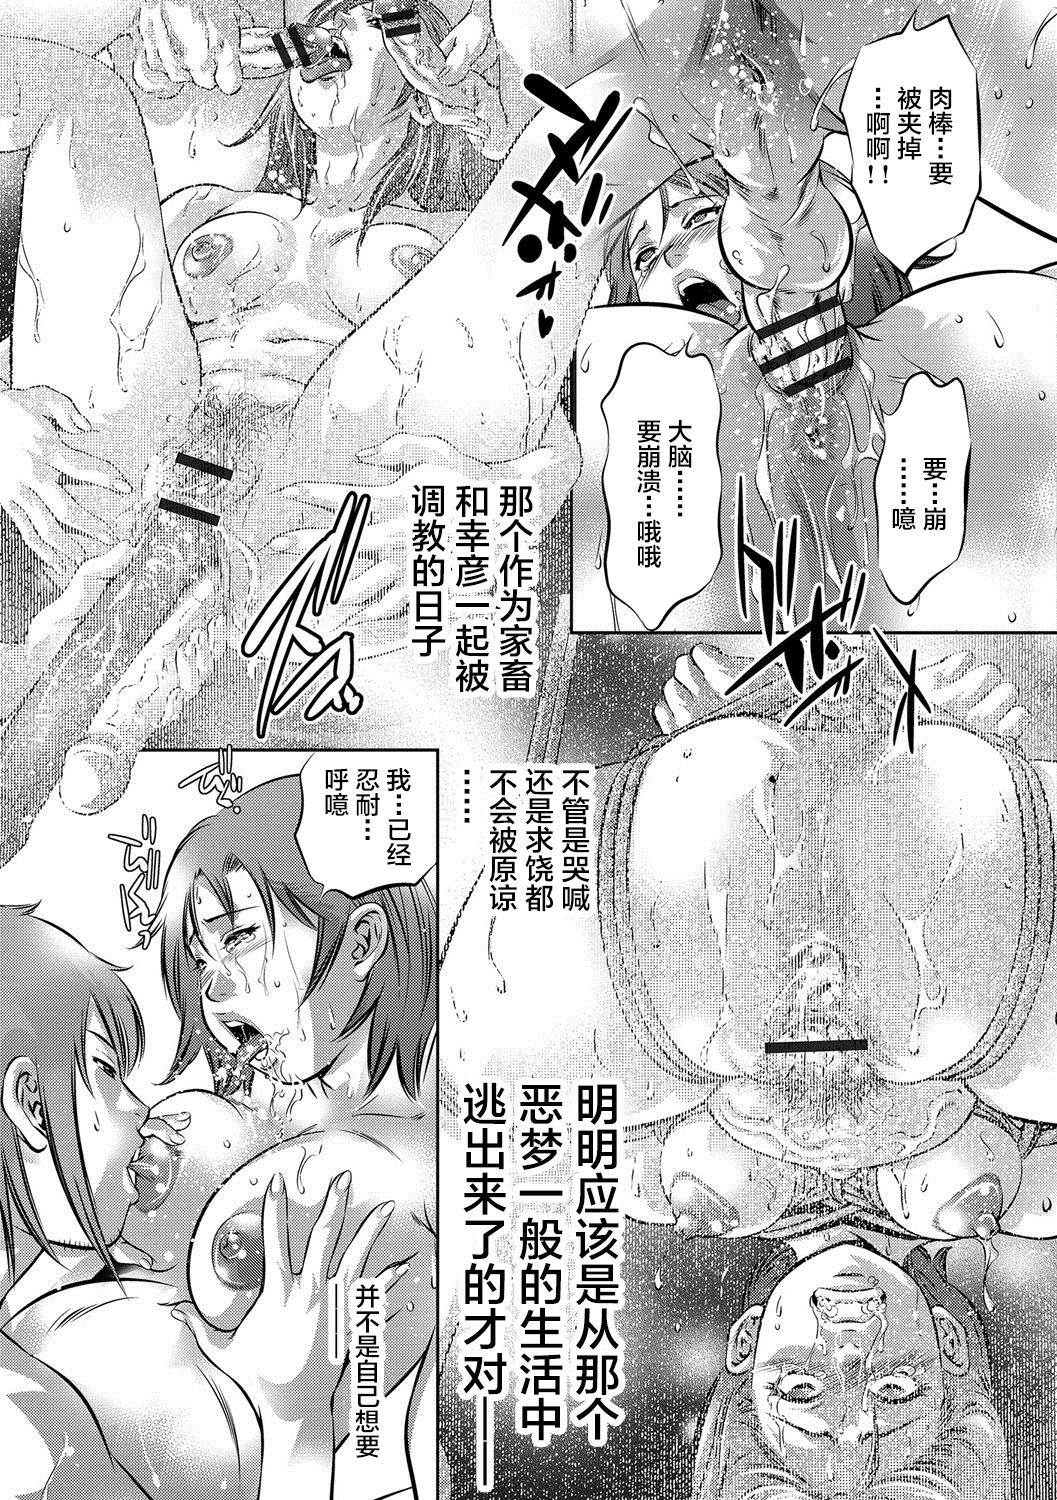 肉棒…要
被夹掉
…啊啊!!
要…崩
………噫
大脑……
要崩溃…哦哦
那个作为家畜
和幸彦一起被
调教的日子
不管是哭喊
还是求饶都
不会被原谅
……
我…已经
忍耐…
呼噫
明明应该是从那个
恶梦一般的生活中
逃出来了的才对——
并不是自己想要
——